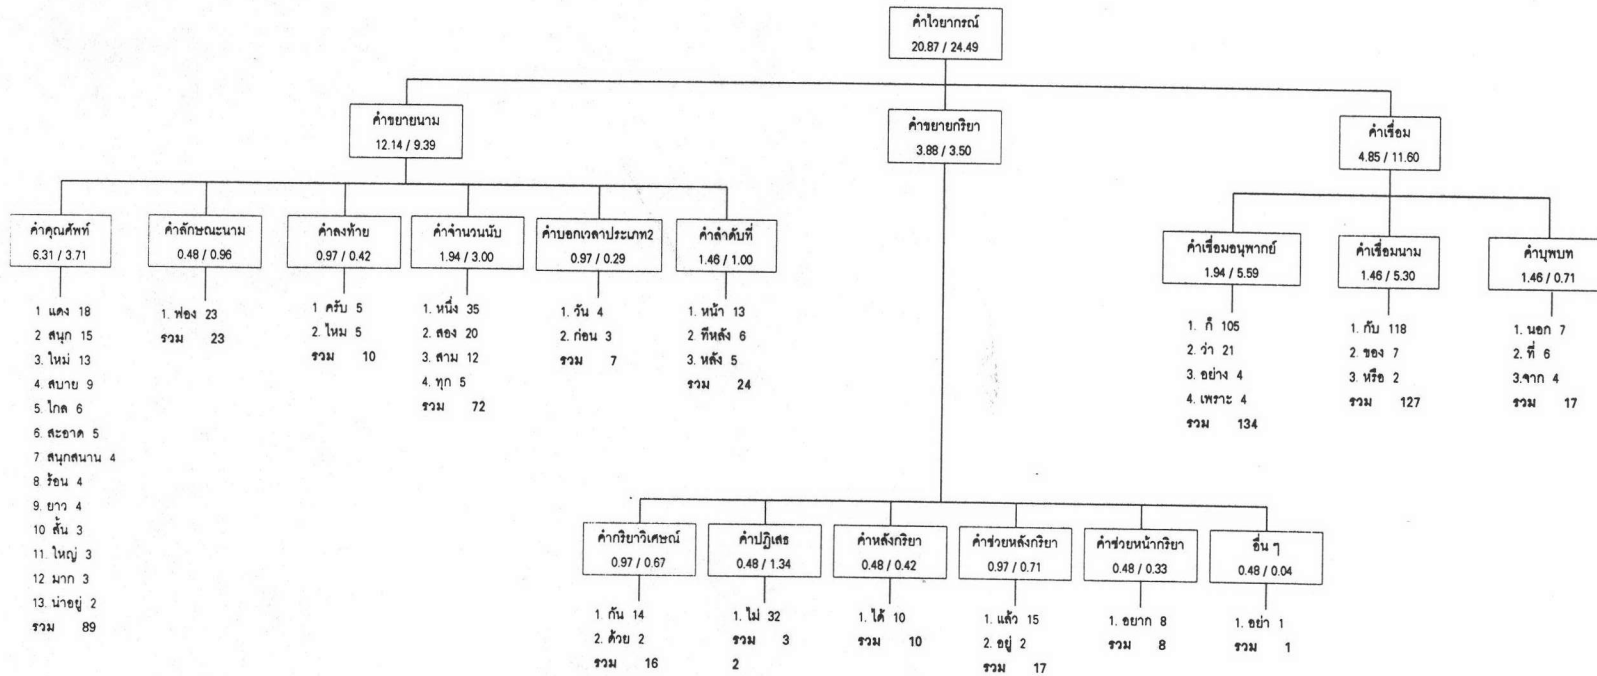 คำไวยากรณ์
20.87 / 24.49
คำขยายนาม
12.14 / 9.39
คำขยายกริยา
3.88 / 3.50
คำเชื่อม
4.85 / 11.60
คำคุณศัพท์
6.31 / 3.71
1 แดง 18
2 สนุก 15
3. ใหม่ 13
4. สบาย 9
5. ไกล 6
6. สะอาด 5
7 สนุกสนาน 4
8. ร้อน 4
9. ยาว 4
10 สั้น 3
11. ใหญ่ 3
12 มาก 3
13. น่าอยู่ 2
รวม 89
คำลักษณะนาม
0.48 / 0.96
1. ฟอง 23
รวม 23
คำลงท้าย
0.97 / 0.42
1 ครับ 5
2. ไหม 5
รวม 10
คำจำนวนนับ
1.94 / 3.00
1. หนึ่ง 35
2. สอง 20
3. สาม 12
4. ทุก 5
รวม 72
คำบอกเวลาประเภท2
0.97 / 0.29
1. วัน 4
2. ก่อน 3
รวม 7
คำลำดับที่
1.46 / 1.00
1. หน้า 13
2 ทีหลัง 6
3. หลัง 5
รวม 24
คำเชื่อมอนุพากย์
1.94 / 5.59
1. ก็ 105
2. ว่า 21
3. อย่าง 4
4. เพราะ 4
รวม 134
คำเชื่อมนาม
1.46 / 5.30
1. กับ 118
2. ของ 7
3. หรือ 2
รวม 127
คำบุพบท
1.46 / 0.71
1. นอก 7
2. ที่ 6
3.จาก 4
รวม 17
คำกริยาวิเศษณ์
0.97 / 0.67
1. กัน 14
2. ด้วย 2
รวม 16
คำปฏิเสธ
0.48 / 1.34
1. ไม่ 32
รวม 3
2
คำหลังกริยา
0.48 / 0.42
1. ได้ 10
รวม 10
คำช่วยหลังกริยา
0.97 / 0.71
1. แล้ว 15
2. อยู่ 2
รวม 17
คำช่วยหน้ากริยา
0.48 / 0.33
1. อยาก 8
รวม 8
อื่น ๆ
0.48 / 0.04
1. อย่า 1
รวม 1